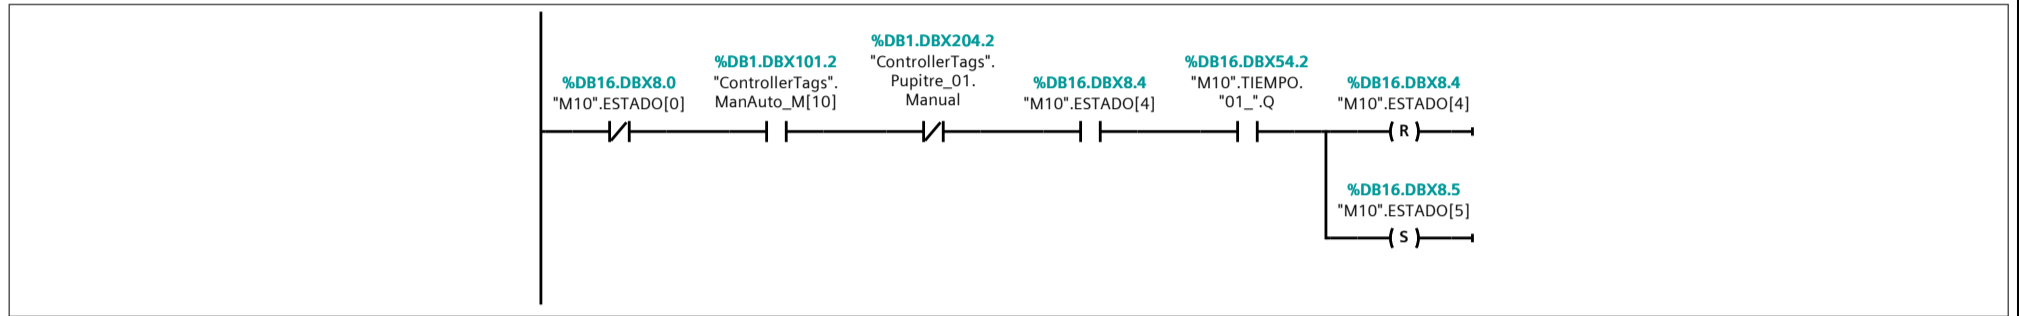 %DB16.DBX8.0
"M10".ESTADO[0]
%DB1.DBX101.2
"ControllerTags".
ManAuto_M[10]
%DB1.DBX204.2
"ControllerTags".
Pupitre_01.
Manual
%DB16.DBX8.4
"M10".ESTADO[4]
%DB16.DBX54.2
"M10".TIEMPO.
"01_".Q
%DB16.DBX8.4
"M10".ESTADO[4]
R
%DB16.DBX8.5
"M10".ESTADO[5]
S